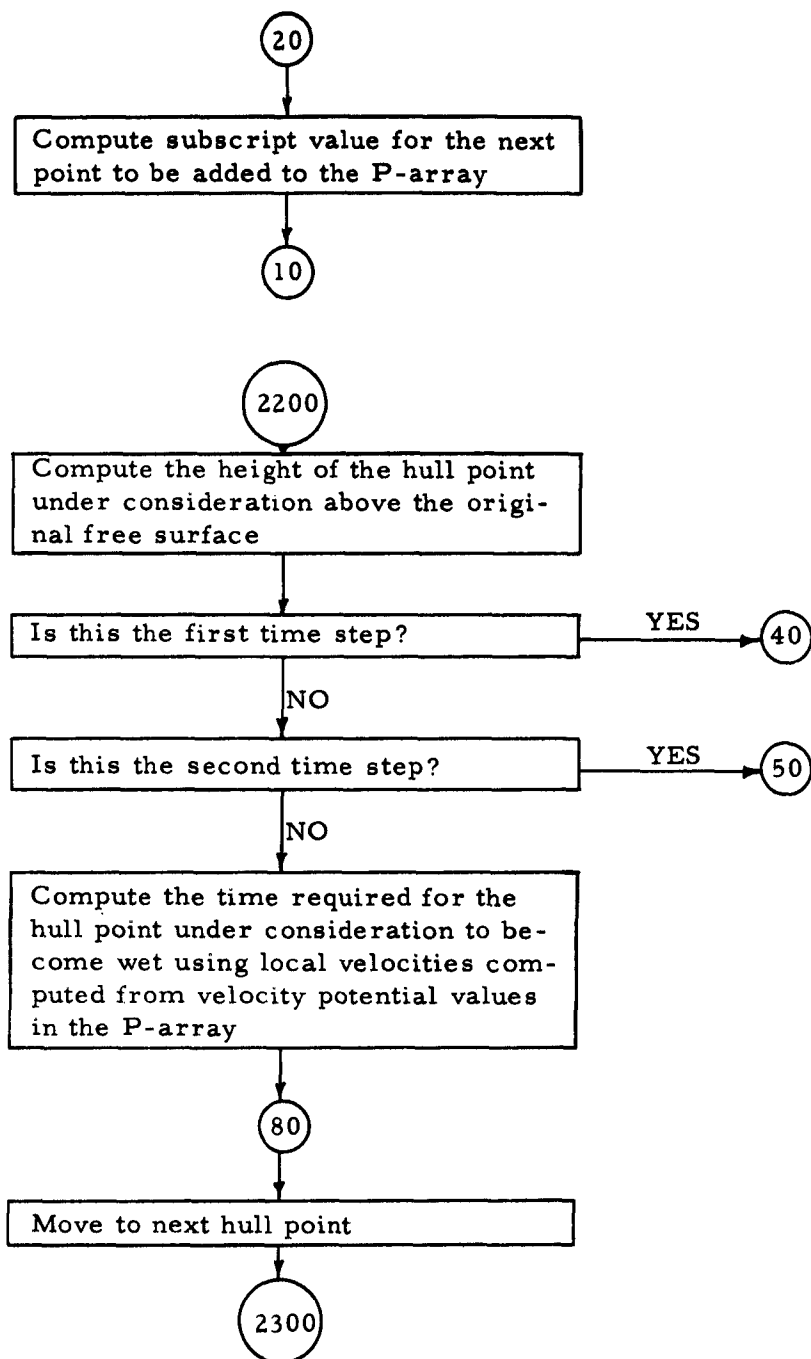 20
Compute subscript value for the next
point to be added to the P-array
10
2200
Compute the height of the hull point
under consideration above the origi-
nal free surface
Is this the first time step?
YES
40
NO
Is this the second time step?
YES
50
NO
Compute the time required for the
hull point under consideration to be-
come wet using local velocities com-
puted from velocity potential values
in the P-array
80
Move to next hull point
2300